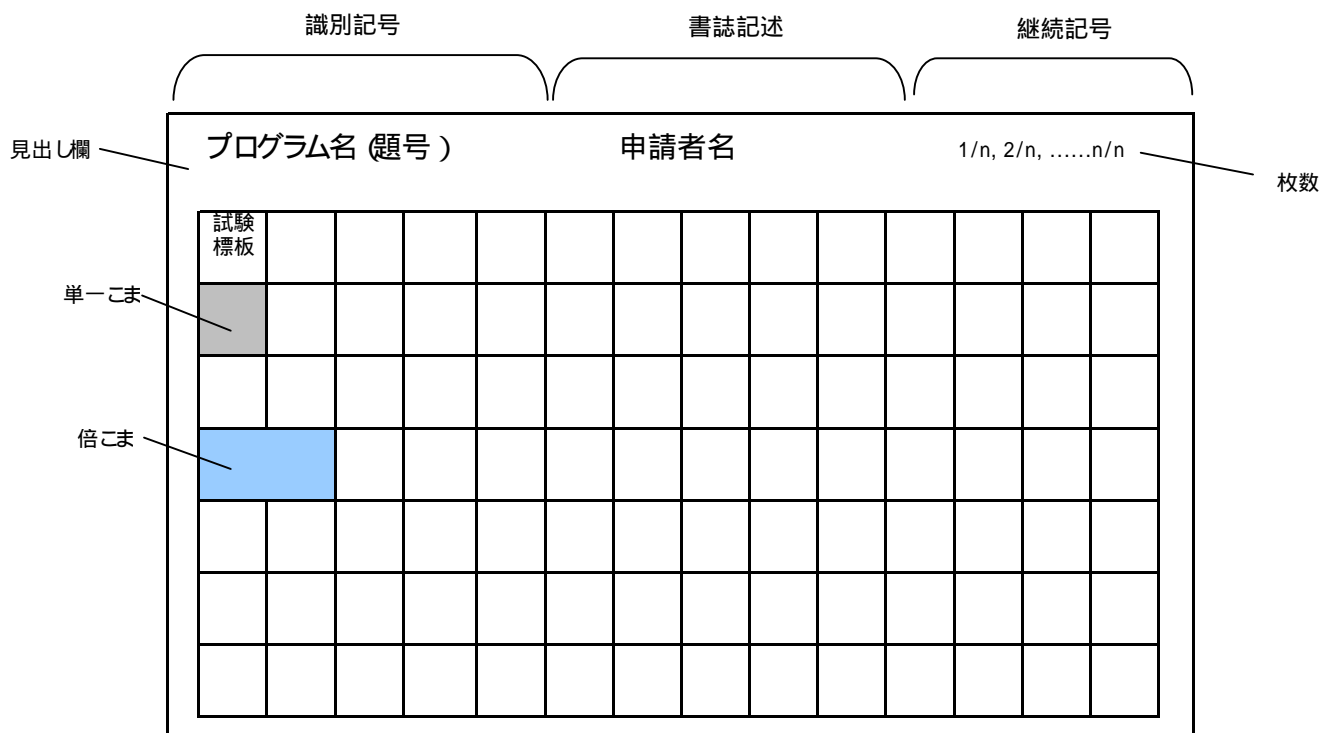 識別記号 書誌記述 継続記号
見出し欄 プログラム名(題号) 申請者名 1/n, 2/n, ......n/n
枚数
試験
標板
単一こま
倍こま